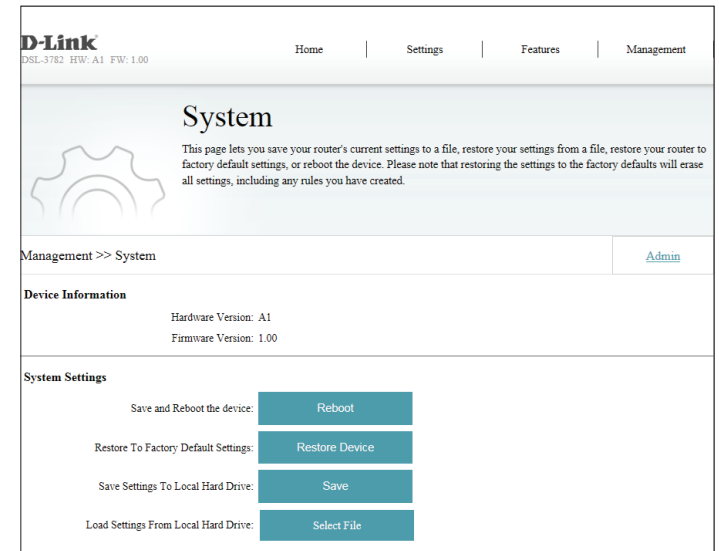 D-Link
DSL-3782 HW: A1 FW: 1.00
Home Settings Features Management
System
This page lets you save your router's current settings to a file, restore your settings from a file, restore your router to
factory default settings, or reboot the device. Please note that restoring the settings to the factory defaults will erase
all settings, including any rules you have created.
Management >> System
Admin
Device Information
Hardware Version: A1
Firmware Version: 1.00
System Settings
Save and Reboot the device: Reboot
Restore To Factory Default Settings: Restore Device
Save Settings To Local Hard Drive: Save
Load Settings From Local Hard Drive: Select File